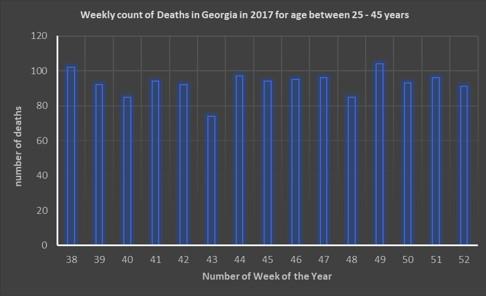 Weekly count of Deaths in Georgia in 2017 for age between 25 - 45 years
120
100
80
60
40
20
0
number of deaths
38 39 40 41 42 43 44 45 46 47 48 49 50 51 52
Number of Week of the Year